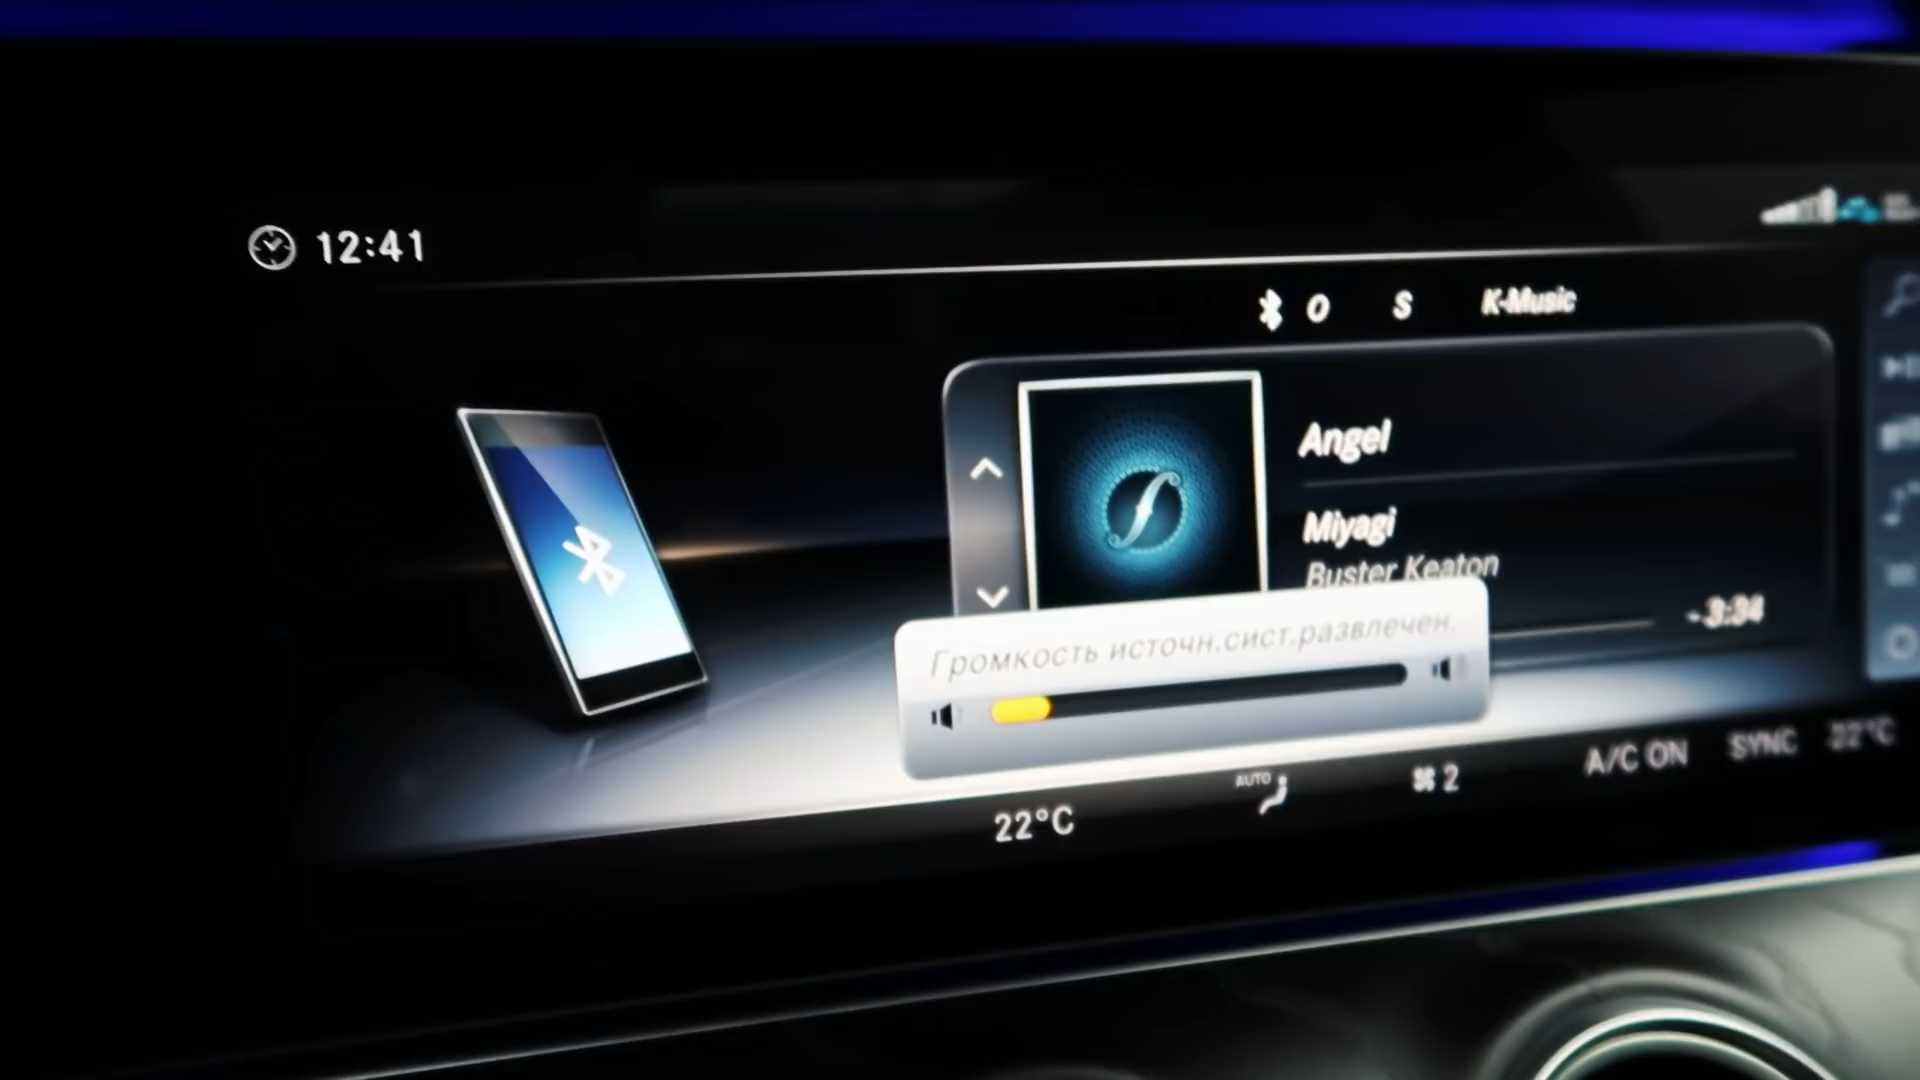 12:41
O S K-Music
Angel
Miyagi
Buster Keaton
-3:34
Громкость источн.сист.развлечен.
A/C ON SYNC 22°C
22°C AUTO 2